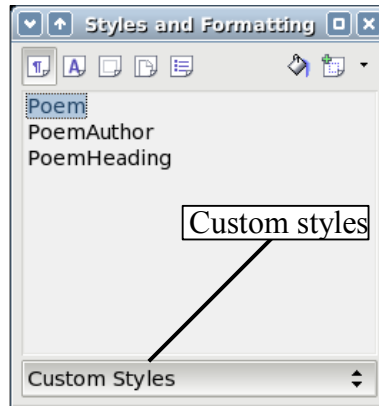 Styles and Formatting
Poem
PoemAuthor
PoemHeading
Custom styles
Custom Styles